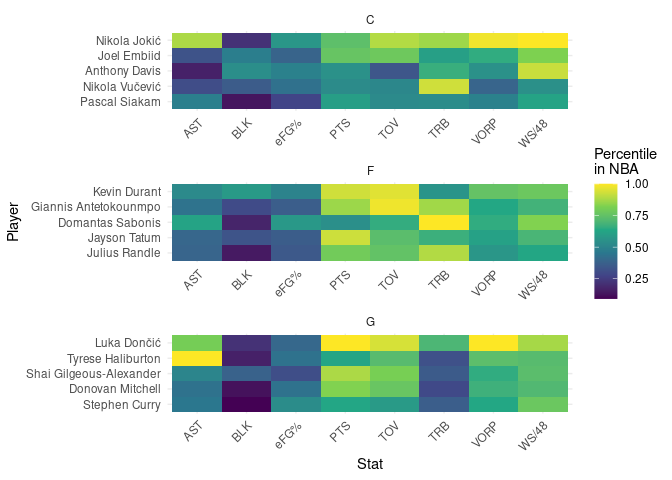 C
Nikola Jokić
Joel Embiid
Anthony Davis
Nikola Vučević
Pascal Siakam
AST BLK eFG% PTS TOV TRB VORP WS/48
F
Kevin Durant
Giannis Antetokounmpo
Domantas Sabonis
Jayson Tatum
Julius Randle
AST BLK eFG% PTS TOV TRB VORP WS/48
G
Luka Dončić
Tyrese Haliburton
Shai Gilgeous-Alexander
Donovan Mitchell
Stephen Curry
AST BLK eFG% PTS TOV TRB VORP WS/48
Stat
Player
Percentile
in NBA
1.00
0.75
0.50
0.25